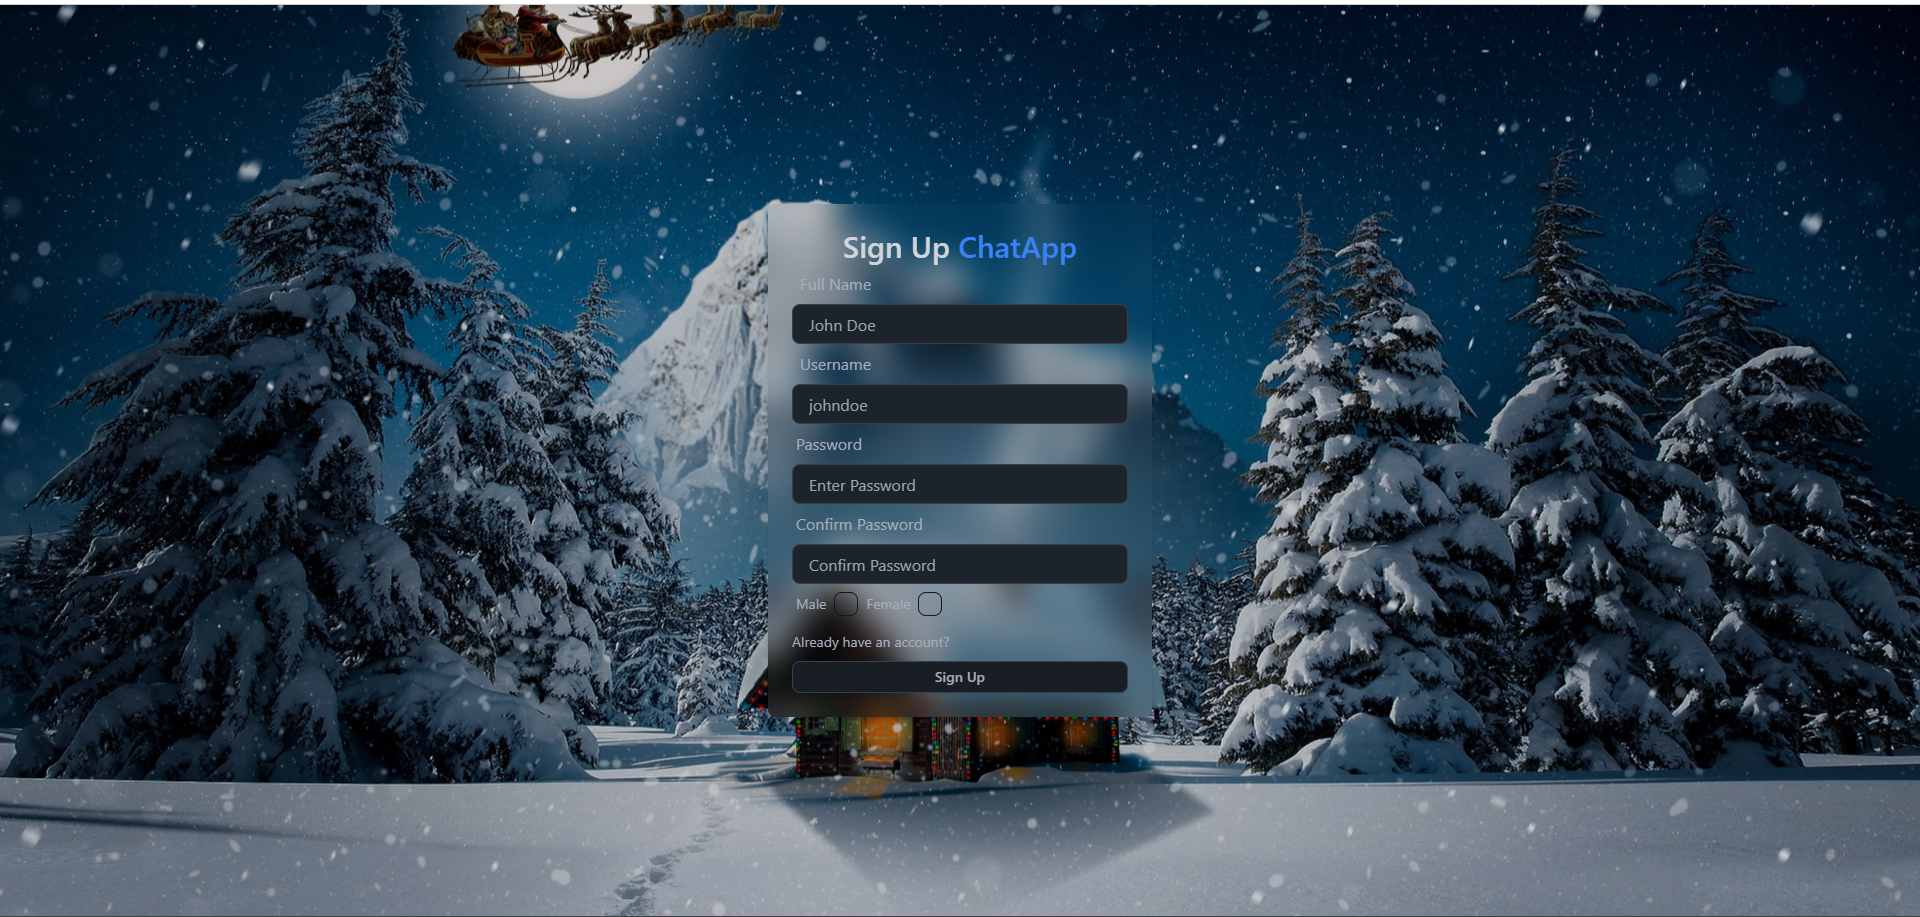 Sign Up ChatApp
Full Name
John Doe
Username
johndoe
Password
Enter Password
Confirm Password
Confirm Password
Male Female
Already have an account?
Sign Up